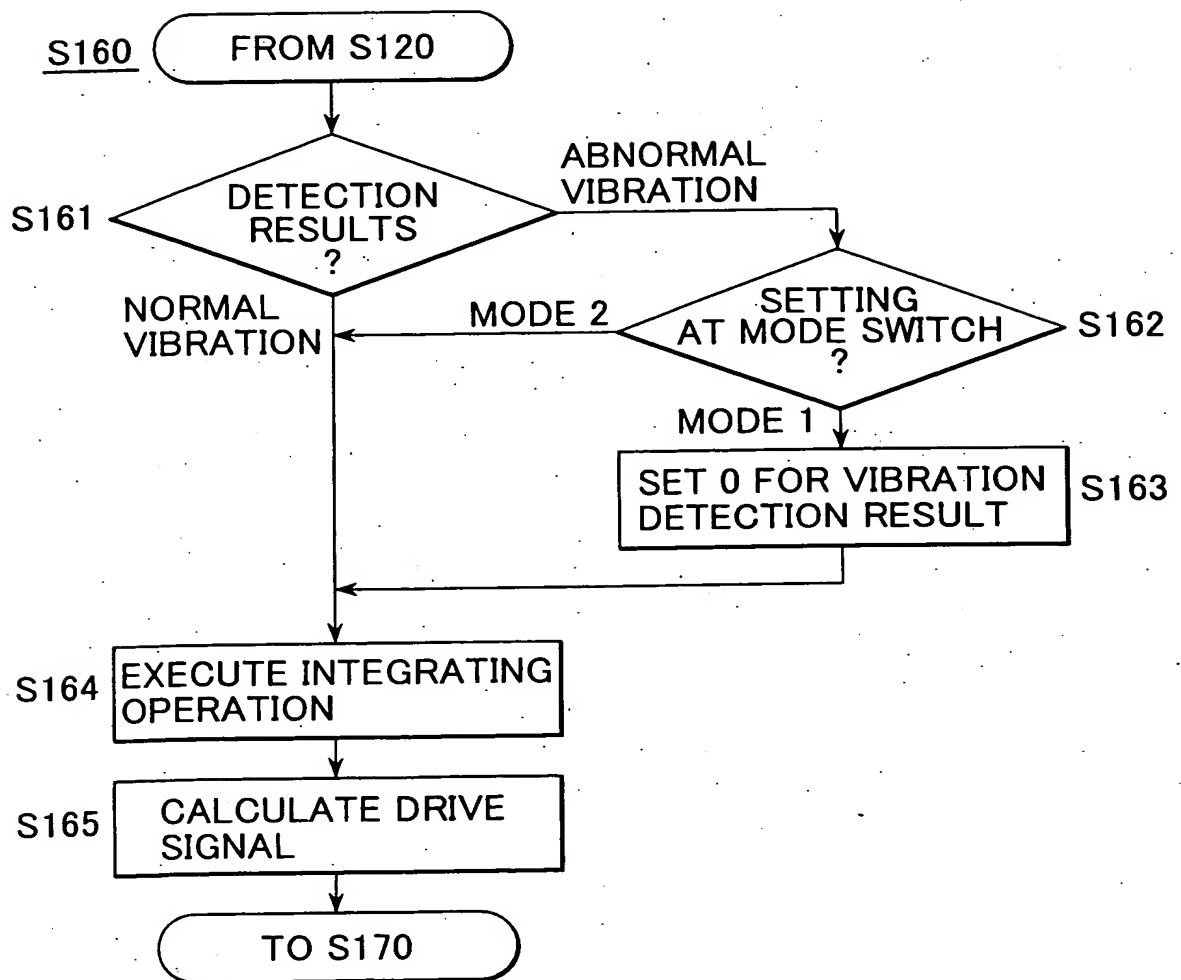 S160
FROM S120
S161
DETECTION
RESULTS
?
ABNORMAL
VIBRATION
NORMAL
VIBRATION
MODE 2
SETTING
AT MODE SWITCH
?
S162
MODE 1
SET 0 FOR VIBRATION
DETECTION RESULT
S163
S164
EXECUTE INTEGRATING
OPERATION
S165
CALCULATE DRIVE
SIGNAL
TO S170